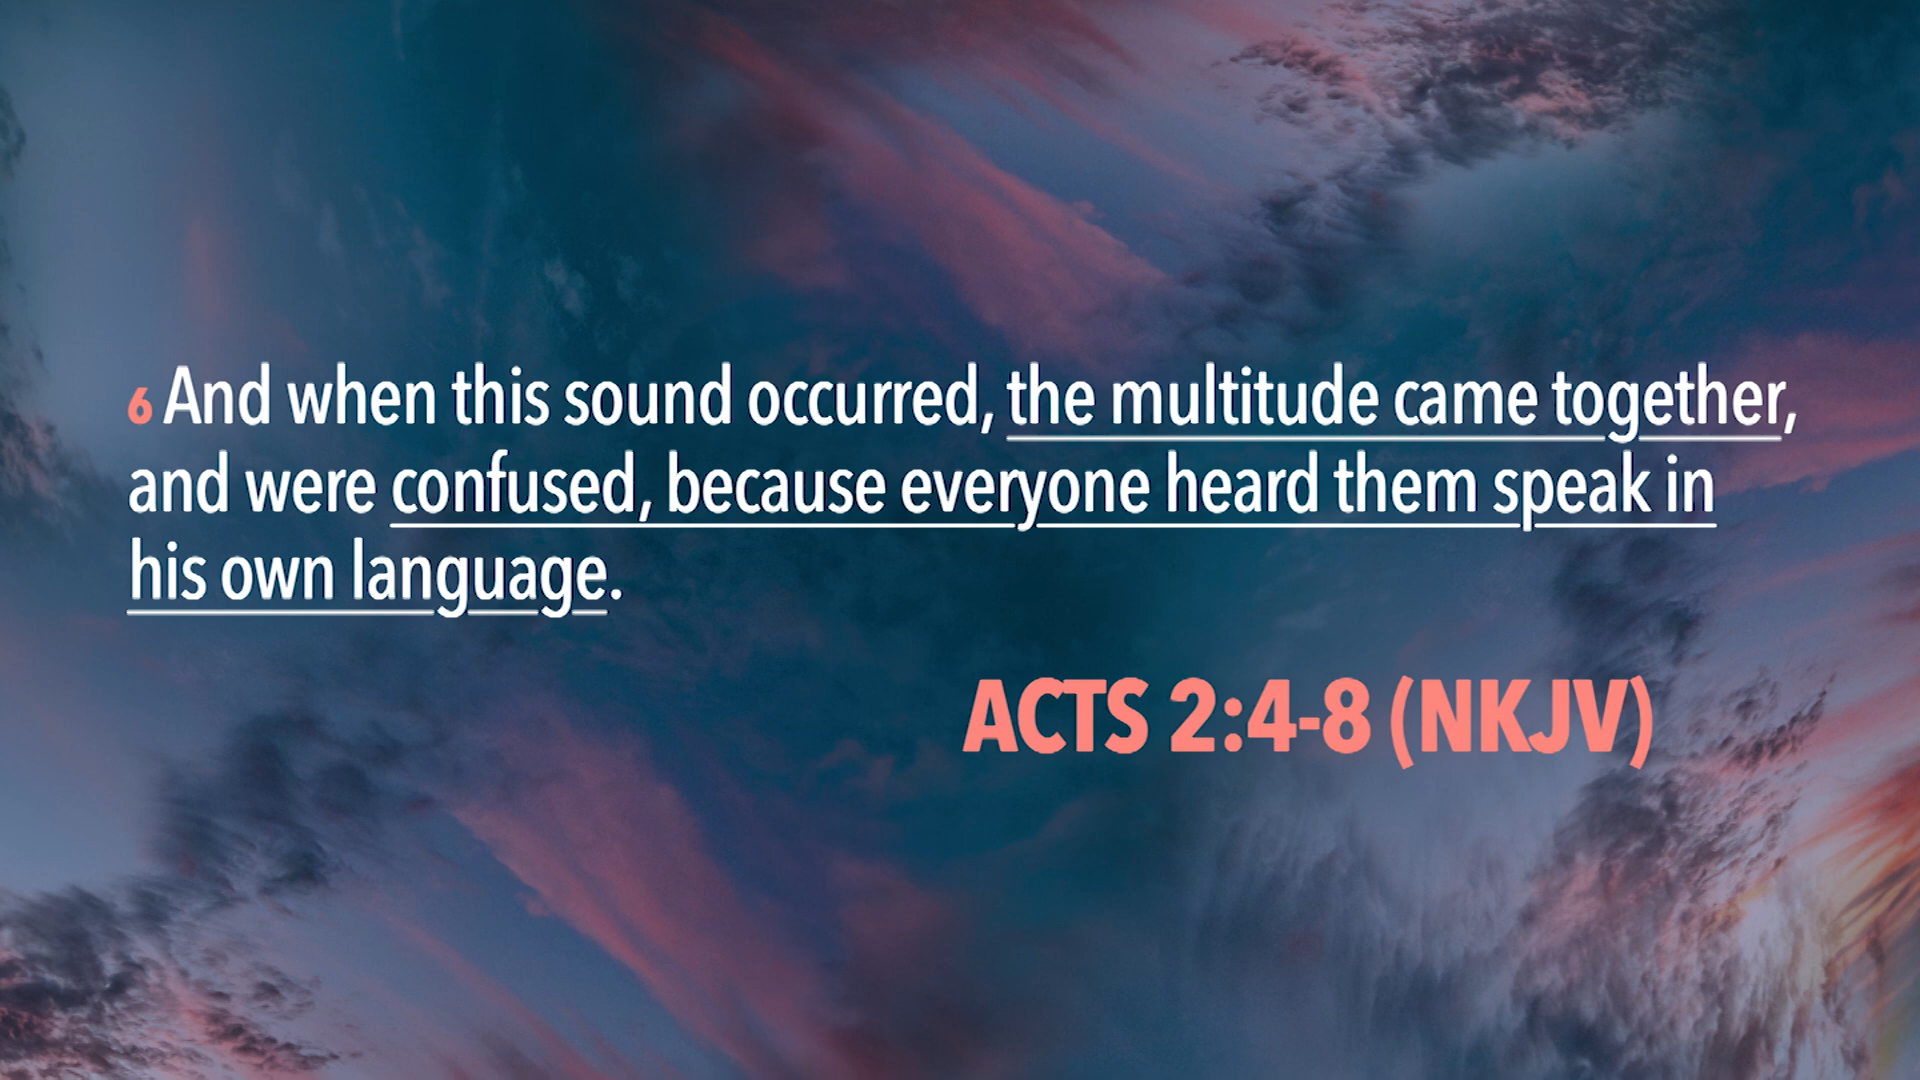 6 And when this sound occurred, the multitude came together,
and were confused, because everyone heard them speak in
his own language.
ACTS 2:4-8 (NKJV)